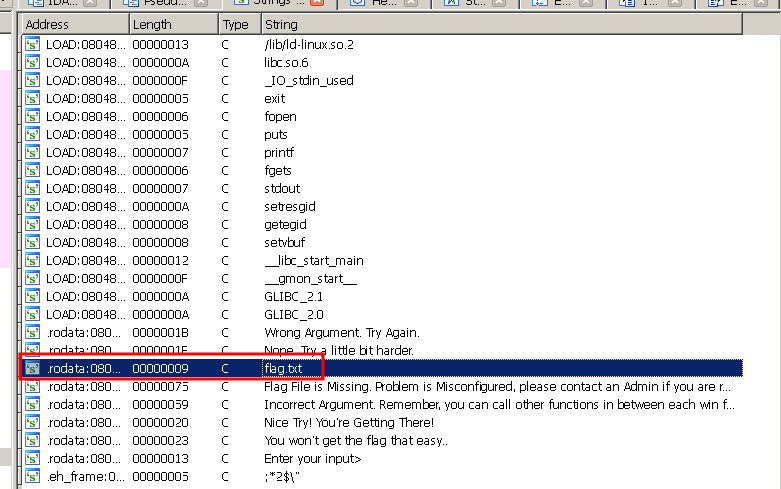 IDA... Pseu... Strings ... He... St... E... I... E...
Address Length Type String
LOAD:08048... 00000013 C /lib/ld-linux.so.2
LOAD:08048... 0000000A C libc.so.6
LOAD:08048... 0000000F C _IO_stdin_used
LOAD:08048... 00000005 C exit
LOAD:08048... 00000006 C fopen
LOAD:08048... 00000005 C puts
LOAD:08048... 00000007 C printf
LOAD:08048... 00000006 C fgets
LOAD:08048... 00000007 C stdout
LOAD:08048... 0000000A C setresgid
LOAD:08048... 00000008 C getegid
LOAD:08048... 00000008 C setvbuf
LOAD:08048... 00000012 C __libc_start_main
LOAD:08048... 0000000F C __gmon_start__
LOAD:08048... 0000000A C GLIBC_2.1
LOAD:08048... 0000000A C GLIBC_2.0
.rodata:080... 0000001B C Wrong Argument. Try Again.
.rodata:080... 0000001F C Nope. Try a little bit harder.
.rodata:080... 00000009 C flag.txt
.rodata:080... 00000075 C Flag File is Missing. Problem is Misconfigured, please contact an Admin if you are r...
.rodata:080... 00000059 C Incorrect Argument. Remember, you can call other functions in between each win f...
.rodata:080... 00000020 C Nice Try! You're Getting There!
.rodata:080... 00000023 C You won't get the flag that easy..
.rodata:080... 00000013 C Enter your input>
.eh_frame:0... 00000005 C ;*2$\"